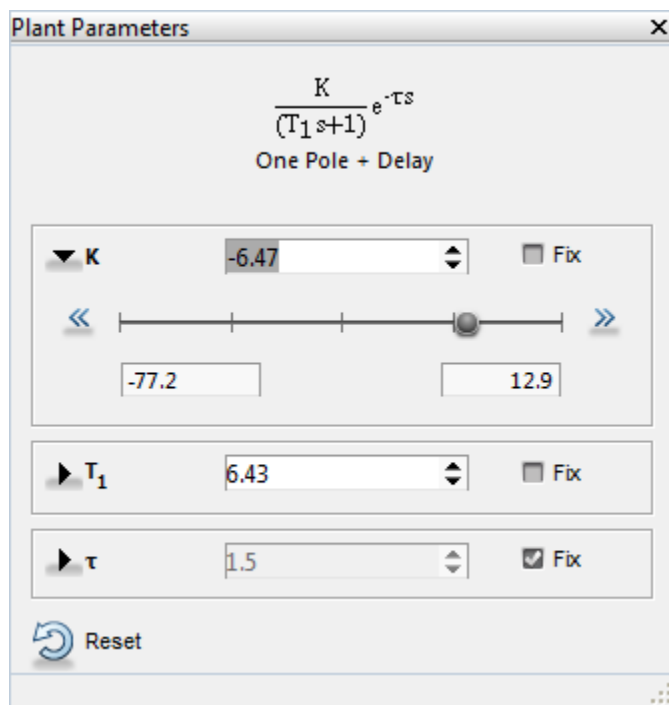 Plant Parameters
K
(T1s+1) e-τs
One Pole + Delay
K -6.47 Fix
-77.2 12.9
T1 6.43 Fix
τ 1.5 Fix
Reset